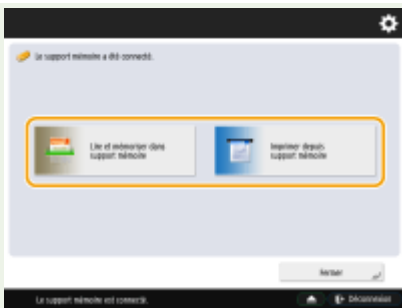 Le support mémoire a été connecté.
Lire et mémoriser dans
support mémoire
Imprimer depuis
support mémoire
Fermer
Le support mémoire est connecté.
Déconnexion